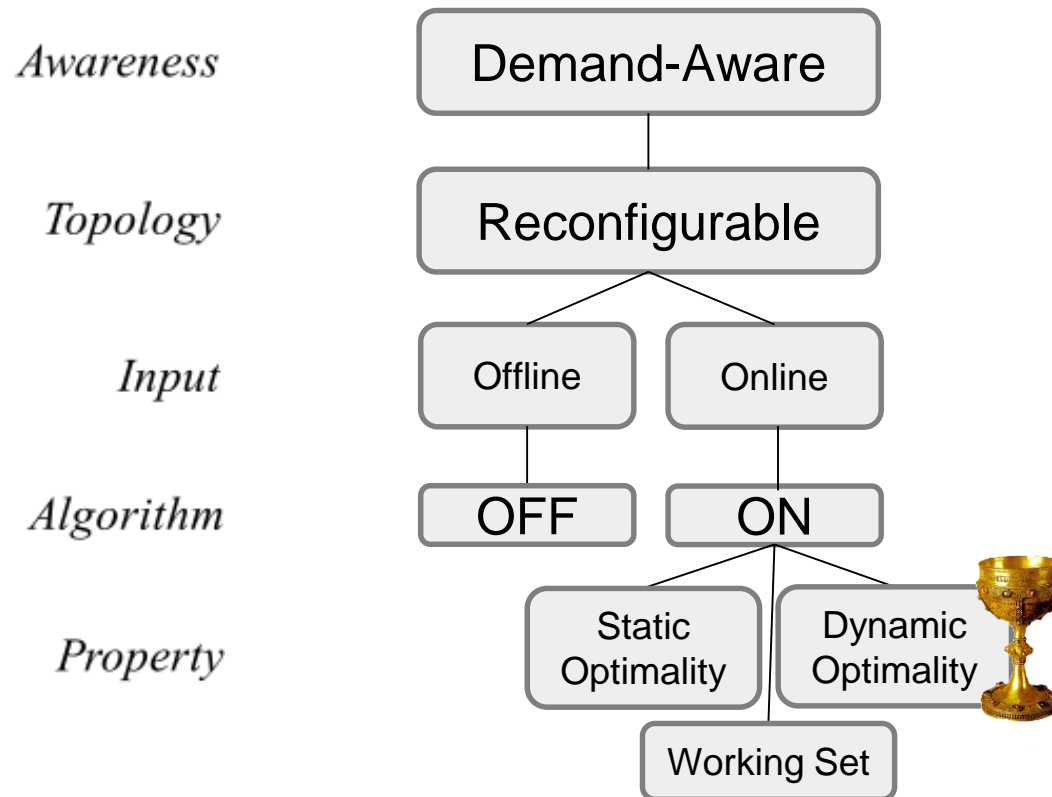 Awareness
Demand-Aware
Topology
Reconfigurable
Input
Offline
Online
Algorithm
OFF
ON
Property
Static
Optimality
Dynamic
Optimality
Working Set